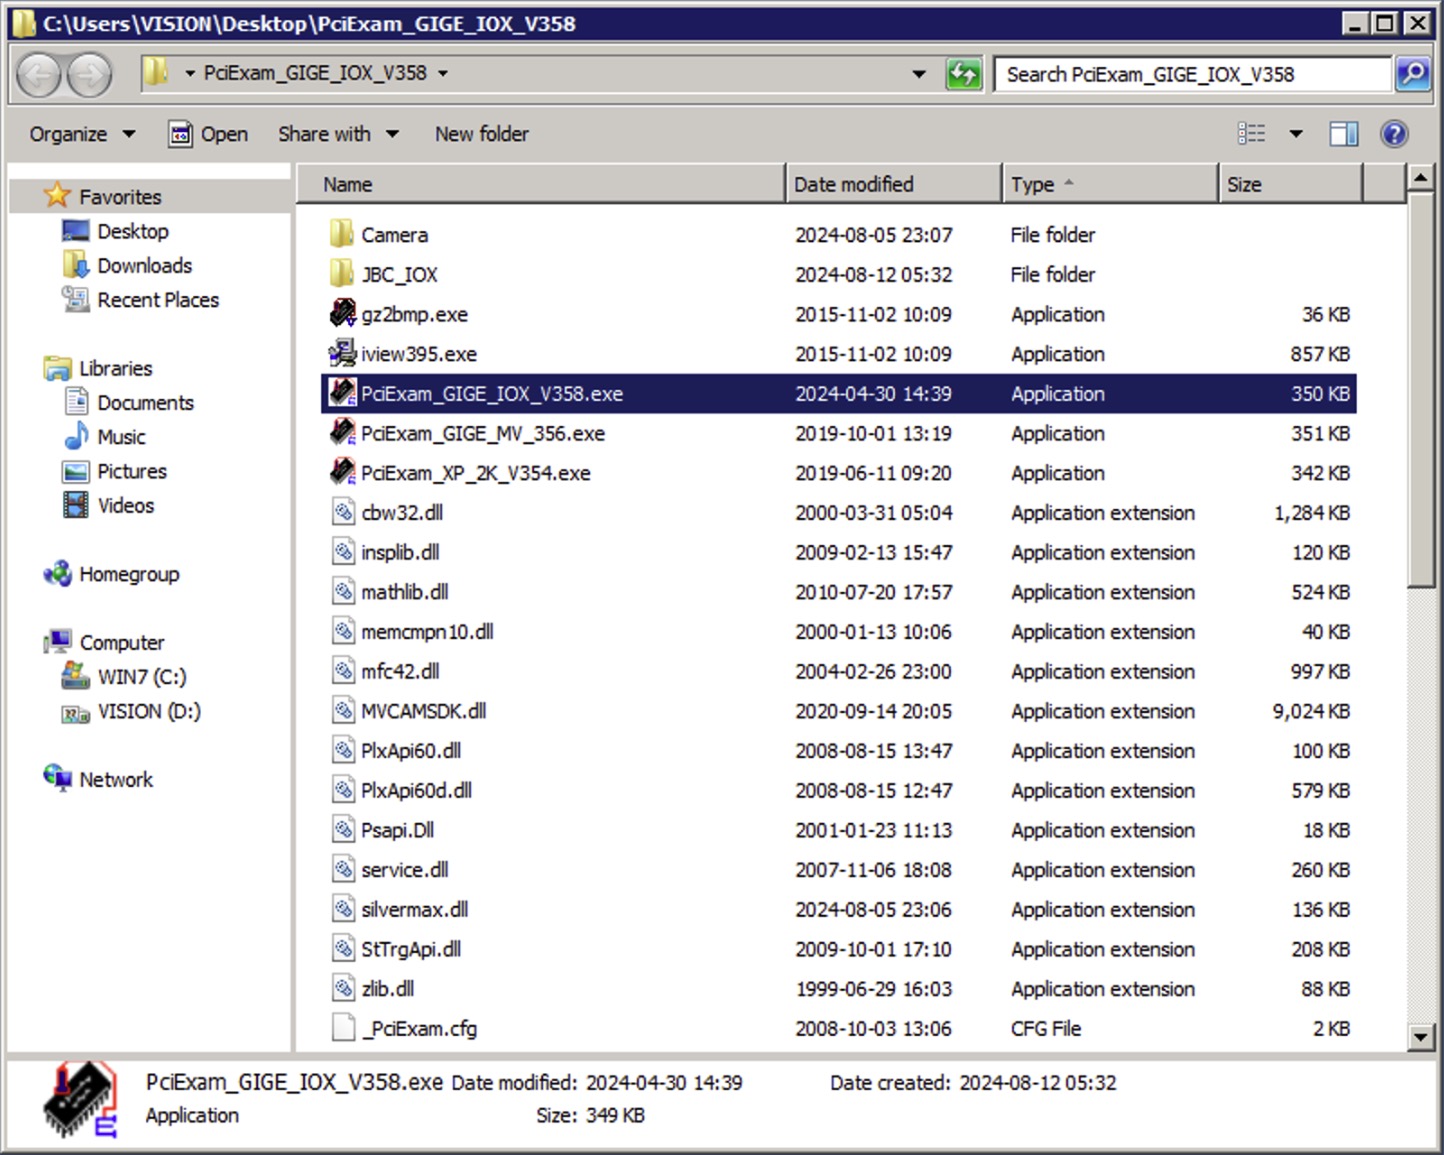 C:\Users\VISION\Desktop\PciExam_GIGE_IOX_V358
PciExam_GIGE_IOX_V358
Search PciExam_GIGE_IOX_V358
Organize Open Share with New folder
Favorites
Desktop
Downloads
Recent Places
Libraries
Documents
Music
Pictures
Videos
Homegroup
Computer
WIN7 (C:)
VISION (D:)
Network
Name Date modified Type Size
Camera 2024-08-05 23:07 File folder
JBC_IOX 2024-08-12 05:32 File folder
gz2bmp.exe 2015-11-02 10:09 Application 36 KB
iview395.exe 2015-11-02 10:09 Application 857 KB
PciExam_GIGE_IOX_V358.exe 2024-04-30 14:39 Application 350 KB
PciExam_GIGE_MV_356.exe 2019-10-01 13:19 Application 351 KB
PciExam_XP_2K_V354.exe 2019-06-11 09:20 Application 342 KB
cbw32.dll 2000-03-31 05:04 Application extension 1,284 KB
insplib.dll 2009-02-13 15:47 Application extension 120 KB
mathlib.dll 2010-07-20 17:57 Application extension 524 KB
memcmpn10.dll 2000-01-13 10:06 Application extension 40 KB
mfc42.dll 2004-02-26 23:00 Application extension 997 KB
MVCAMSDK.dll 2020-09-14 20:05 Application extension 9,024 KB
PlxApi60.dll 2008-08-15 13:47 Application extension 100 KB
PlxApi60d.dll 2008-08-15 12:47 Application extension 579 KB
Psapi.Dll 2001-01-23 11:13 Application extension 18 KB
service.dll 2007-11-06 18:08 Application extension 260 KB
silvermax.dll 2024-08-05 23:06 Application extension 136 KB
StTrgApi.dll 2009-10-01 17:10 Application extension 208 KB
zlib.dll 1999-06-29 16:03 Application extension 88 KB
_PciExam.cfg 2008-10-03 13:06 CFG File 2 KB
PciExam_GIGE_IOX_V358.exe Date modified: 2024-04-30 14:39 Date created: 2024-08-12 05:32
Application Size: 349 KB